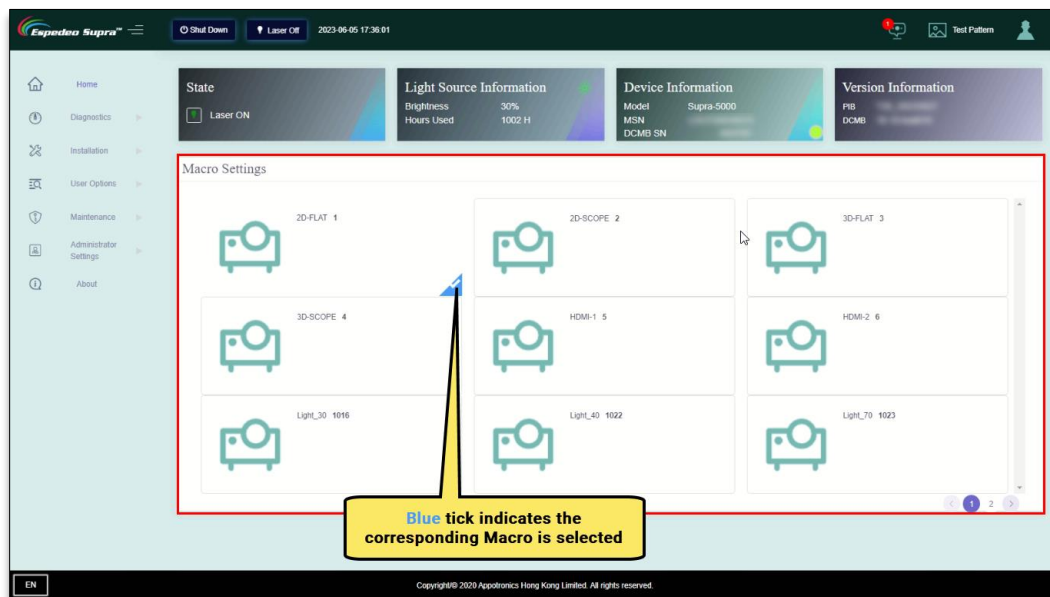 Espedeo Supra™
Shut Down
Laser Off
2023-06-05 17:36:01
1
Test Pattern
Home
Diagnostics
Installation
User Options
Maintenance
Administrator
Settings
About
State
Laser ON
Light Source Information
Brightness 30%
Hours Used 1002 H
Device Information
Model Supra-5000
MSN
DCMB SN
Version Information
PIB
DCMB
Macro Settings
2D-FLAT 1
2D-SCOPE 2
3D-FLAT 3
3D-SCOPE 4
HDMI-1 5
HDMI-2 6
Light_30 1016
Light_40 1022
Light_70 1023
1 2
Blue tick indicates the
corresponding Macro is selected
EN
Copyright/© 2020 Appotronics Hong Kong Limited. All rights reserved.